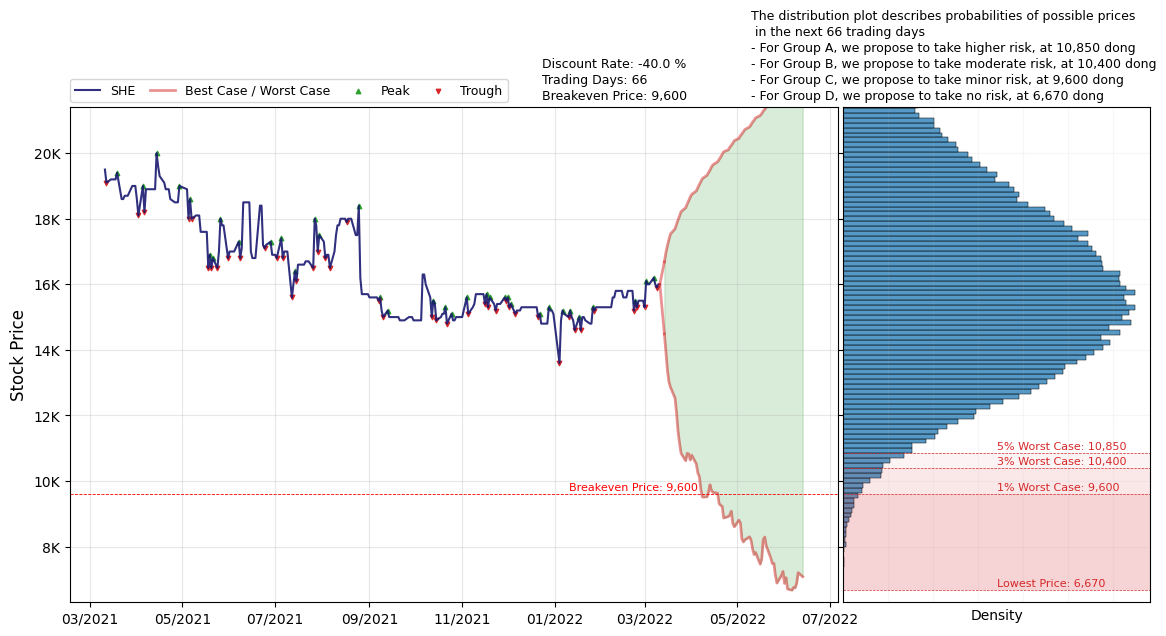 The distribution plot describes probabilities of possible prices
in the next 66 trading days
- For Group A, we propose to take higher risk, at 10,850 dong
- For Group B, we propose to take moderate risk, at 10,400 dong
- For Group C, we propose to take minor risk, at 9,600 dong
- For Group D, we propose to take no risk, at 6,670 dong
Discount Rate: -40.0 %
Trading Days: 66
Breakeven Price: 9,600
SHE
Best Case / Worst Case
Peak
Trough
Stock Price
20K
18K
16K
14K
12K
10K
8K
Breakeven Price: 9,600
5% Worst Case: 10,850
3% Worst Case: 10,400
1% Worst Case: 9,600
Lowest Price: 6,670
03/2021
05/2021
07/2021
09/2021
11/2021
01/2022
03/2022
05/2022
07/2022
Density